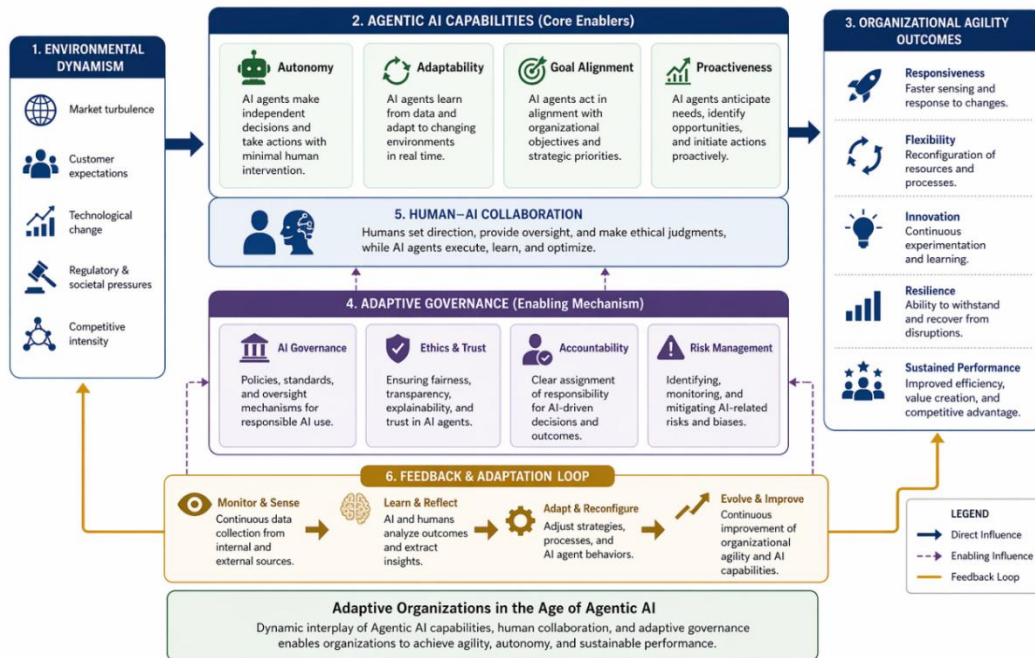 1. ENVIRONMENTAL
DYNAMISM
Market turbulence
Customer
expectations
Technological
change
Regulatory &
societal pressures
Competitive
intensity
2. AGENTIC AI CAPABILITIES (Core Enablers)
Autonomy
AI agents make
independent
decisions and
take actions with
minimal human
intervention.
Adaptability
AI agents learn
from data and
adapt to changing
environments
in real time.
Goal Alignment
AI agents act in
alignment with
organizational
objectives and
strategic priorities.
Proactiveness
AI agents anticipate
needs, identify
opportunities,
and initiate actions
proactively.
5. HUMAN–AI COLLABORATION
Humans set direction, provide oversight, and make ethical judgments,
while AI agents execute, learn, and optimize.
4. ADAPTIVE GOVERNANCE (Enabling Mechanism)
AI Governance
Policies, standards,
and oversight
mechanisms for
responsible AI use.
Ethics & Trust
Ensuring fairness,
transparency,
explainability, and
trust in AI agents.
Accountability
Clear assignment
of responsibility
for AI-driven
decisions and
outcomes.
Risk Management
Identifying,
monitoring, and
mitigating AI-related
risks and biases.
3. ORGANIZATIONAL AGILITY
OUTCOMES
Responsiveness
Faster sensing and
response to changes.
Flexibility
Reconfiguration of
resources and
processes.
Innovation
Continuous
experimentation
and learning.
Resilience
Ability to withstand
and recover from
disruptions.
Sustained Performance
Improved efficiency,
value creation, and
competitive advantage.
6. FEEDBACK & ADAPTATION LOOP
Monitor & Sense
Continuous data
collection from
internal and
external sources.
Learn & Reflect
AI and humans
analyze outcomes
and extract
insights.
Adapt & Reconfigure
Adjust strategies,
processes, and
AI agent behaviors.
Evolve & Improve
Continuous
improvement of
organizational
agility and AI
capabilities.
LEGEND
Direct Influence
Enabling Influence
Feedback Loop
Adaptive Organizations in the Age of Agentic AI
Dynamic interplay of Agentic AI capabilities, human collaboration, and adaptive governance
enables organizations to achieve agility, autonomy, and sustainable performance.